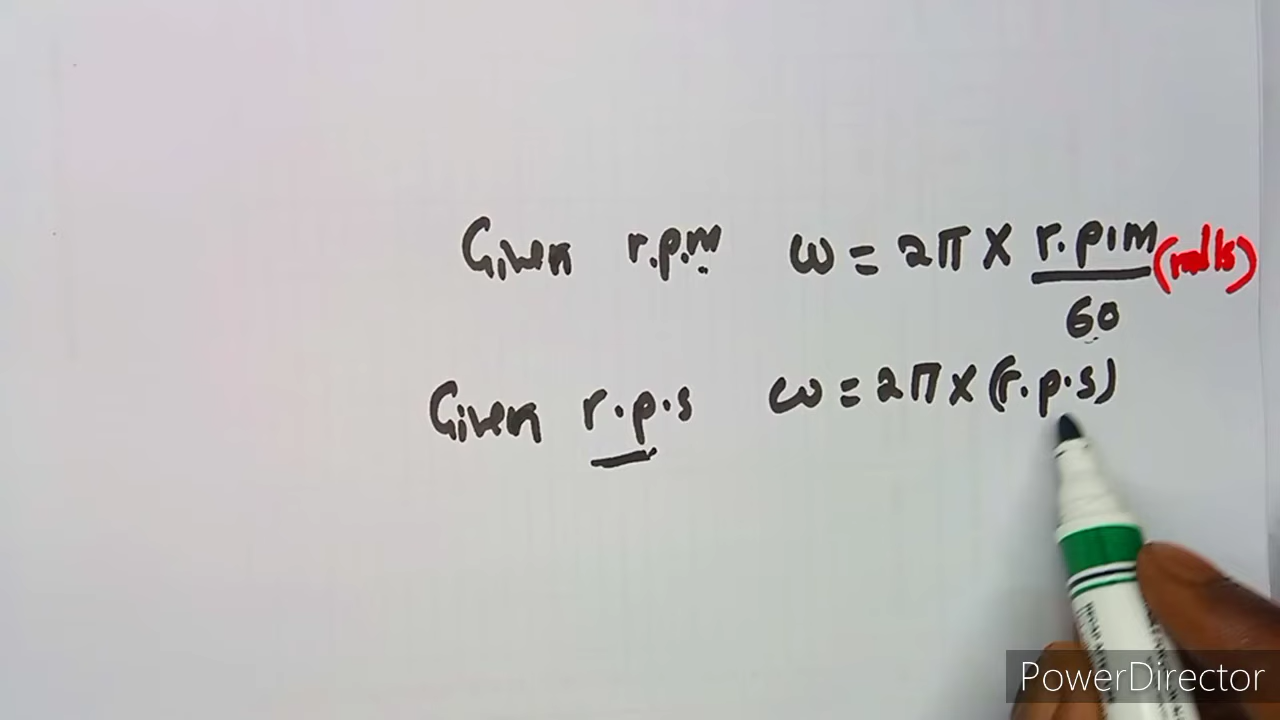 Given r.p.m ω = 2π × r.p.m (rad/s)
60
Given r.p.s ω = 2π × (r.p.s)
PowerDirector